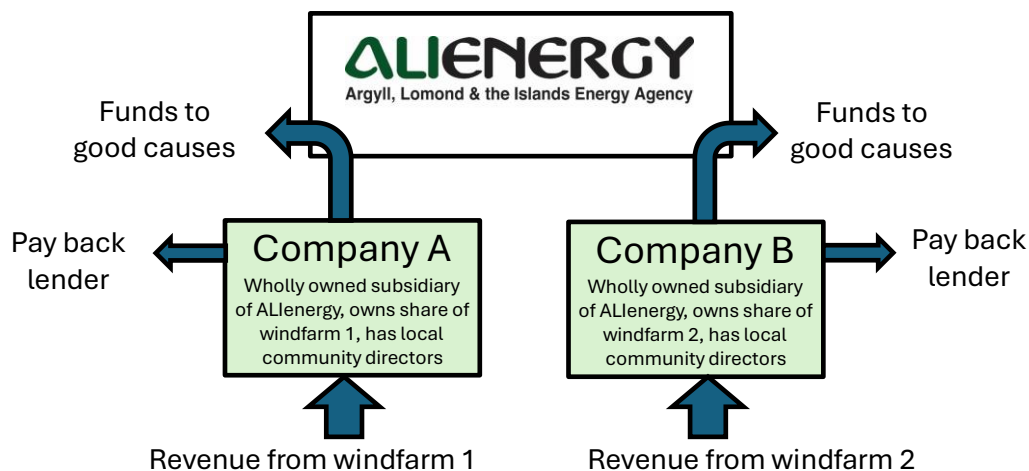 ALIENERGY
Argyll, Lomond & the Islands Energy Agency
Funds to
good causes
Funds to
good causes
Pay back
lender
Company A
Wholly owned subsidiary
of ALIenergy, owns share of
windfarm 1, has local
community directors
Company B
Wholly owned subsidiary
of ALIenergy, owns share of
windfarm 2, has local
community directors
Pay back
lender
Revenue from windfarm 1
Revenue from windfarm 2